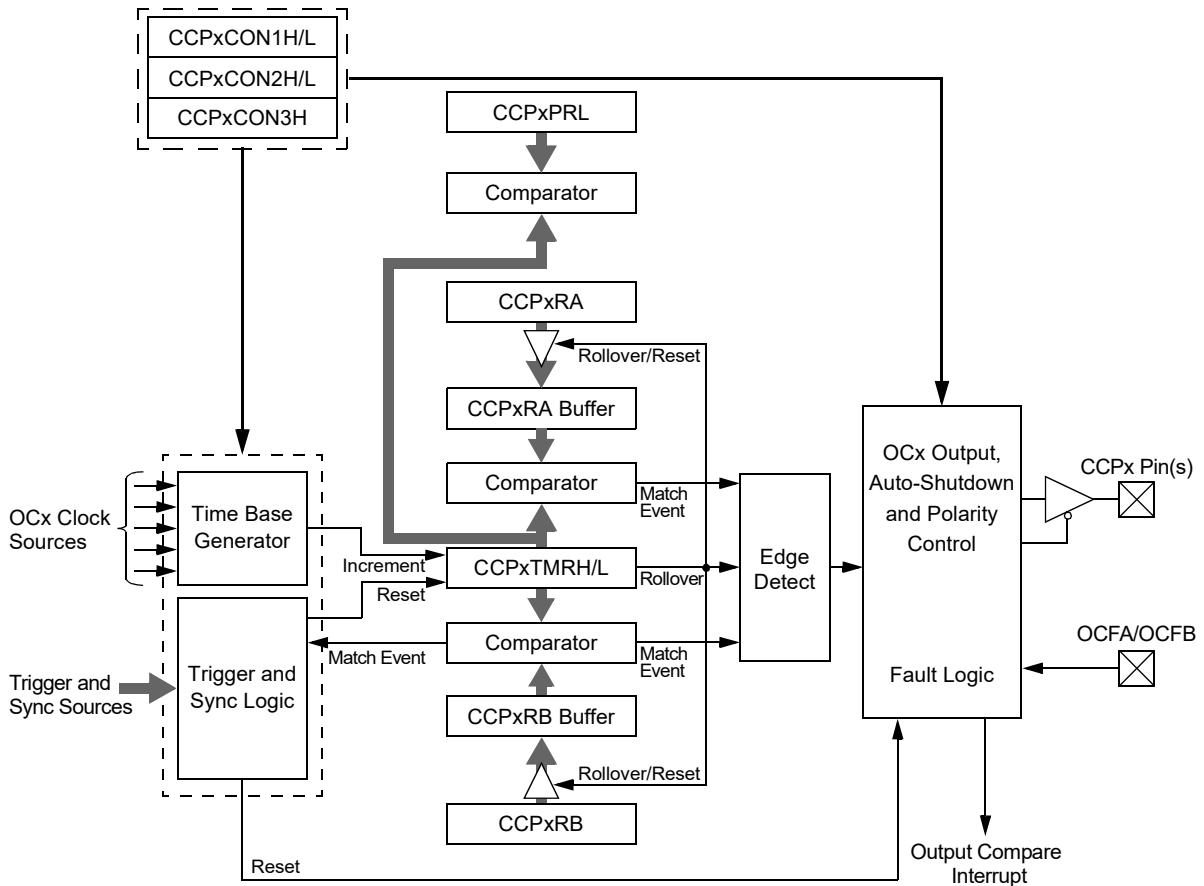 CCPxCON1H/L
CCPxCON2H/L
CCPxCON3H
CCPxPRL
Comparator
CCPxRA
Rollover/Reset
CCPxRA Buffer
Comparator
Match
Event
OCx Clock
Sources
Time Base
Generator
Increment
Reset
CCPxTMRH/L
Rollover
Edge
Detect
OCx Output,
Auto-Shutdown
and Polarity
Control
Fault Logic
CCPx Pin(s)
OCFA/OCFB
Trigger and
Sync Sources
Trigger and
Sync Logic
Match Event
Comparator
Match
Event
CCPxRB Buffer
Rollover/Reset
CCPxRB
Reset
Output Compare
Interrupt